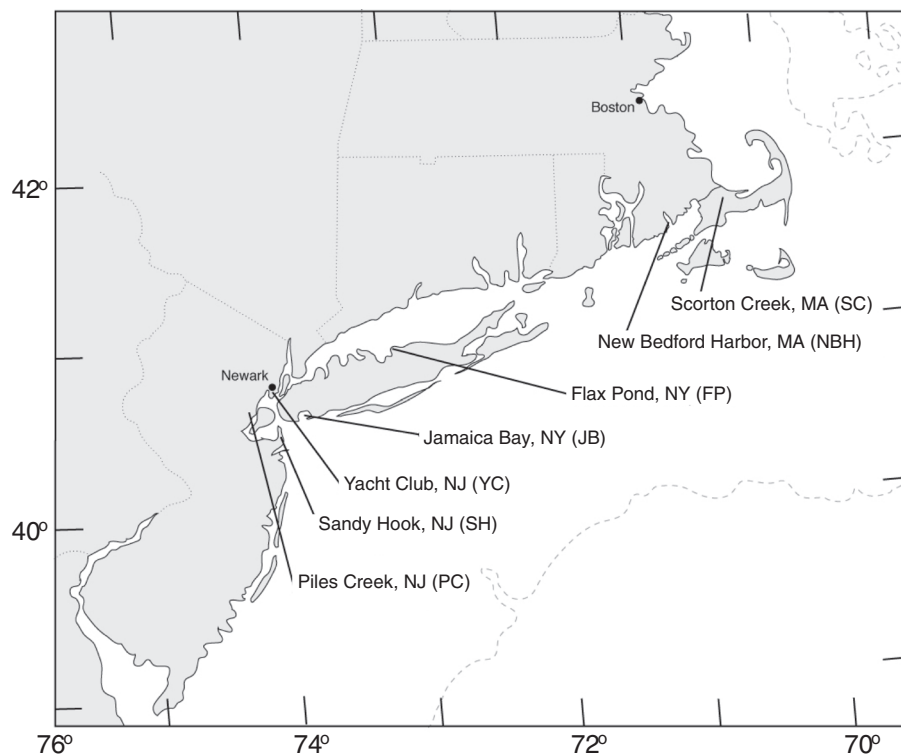 Boston
42º
Scorton Creek, MA (SC)
New Bedford Harbor, MA (NBH)
Newark
Flax Pond, NY (FP)
Jamaica Bay, NY (JB)
Yacht Club, NJ (YC)
Sandy Hook, NJ (SH)
40º
Piles Creek, NJ (PC)
76º 74º 72º 70º